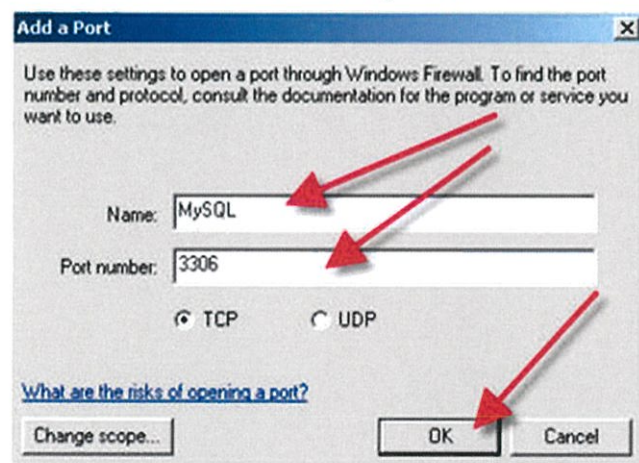 Add a Port
Use these settings to open a port through Windows Firewall. To find the port
number and protocol, consult the documentation for the program or service you
want to use.
Name: MySQL
Port number: 3306
TCP UDP
What are the risks of opening a port?
Change scope... OK Cancel